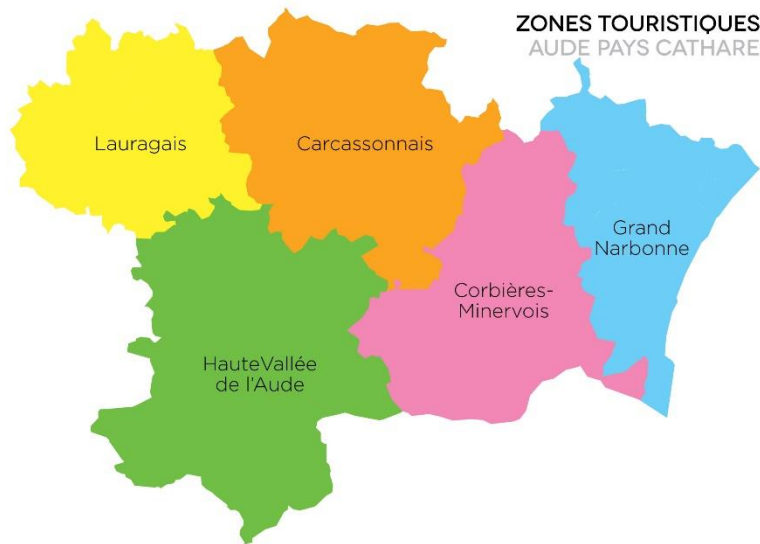 ZONES TOURISTIQUES
AUDE PAYS CATHARE
Lauragais
Carcassonnais
Grand
Narbonne
Corbières-
Minervois
HauteVallée
de l'Aude